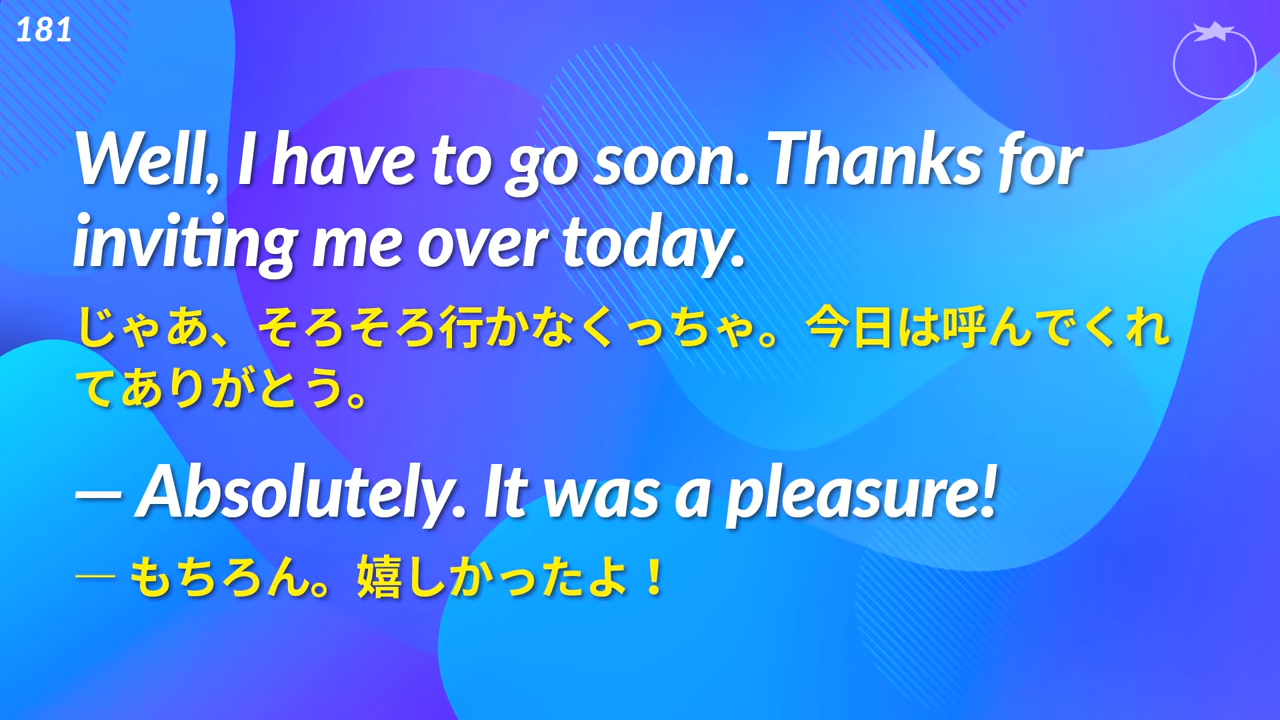 181
Well, I have to go soon. Thanks for
inviting me over today.
じゃあ、そろそろ行かなくっちゃ。今日は呼んでくれ
てありがとう。
— Absolutely. It was a pleasure!
— もちろん。嬉しかったよ！